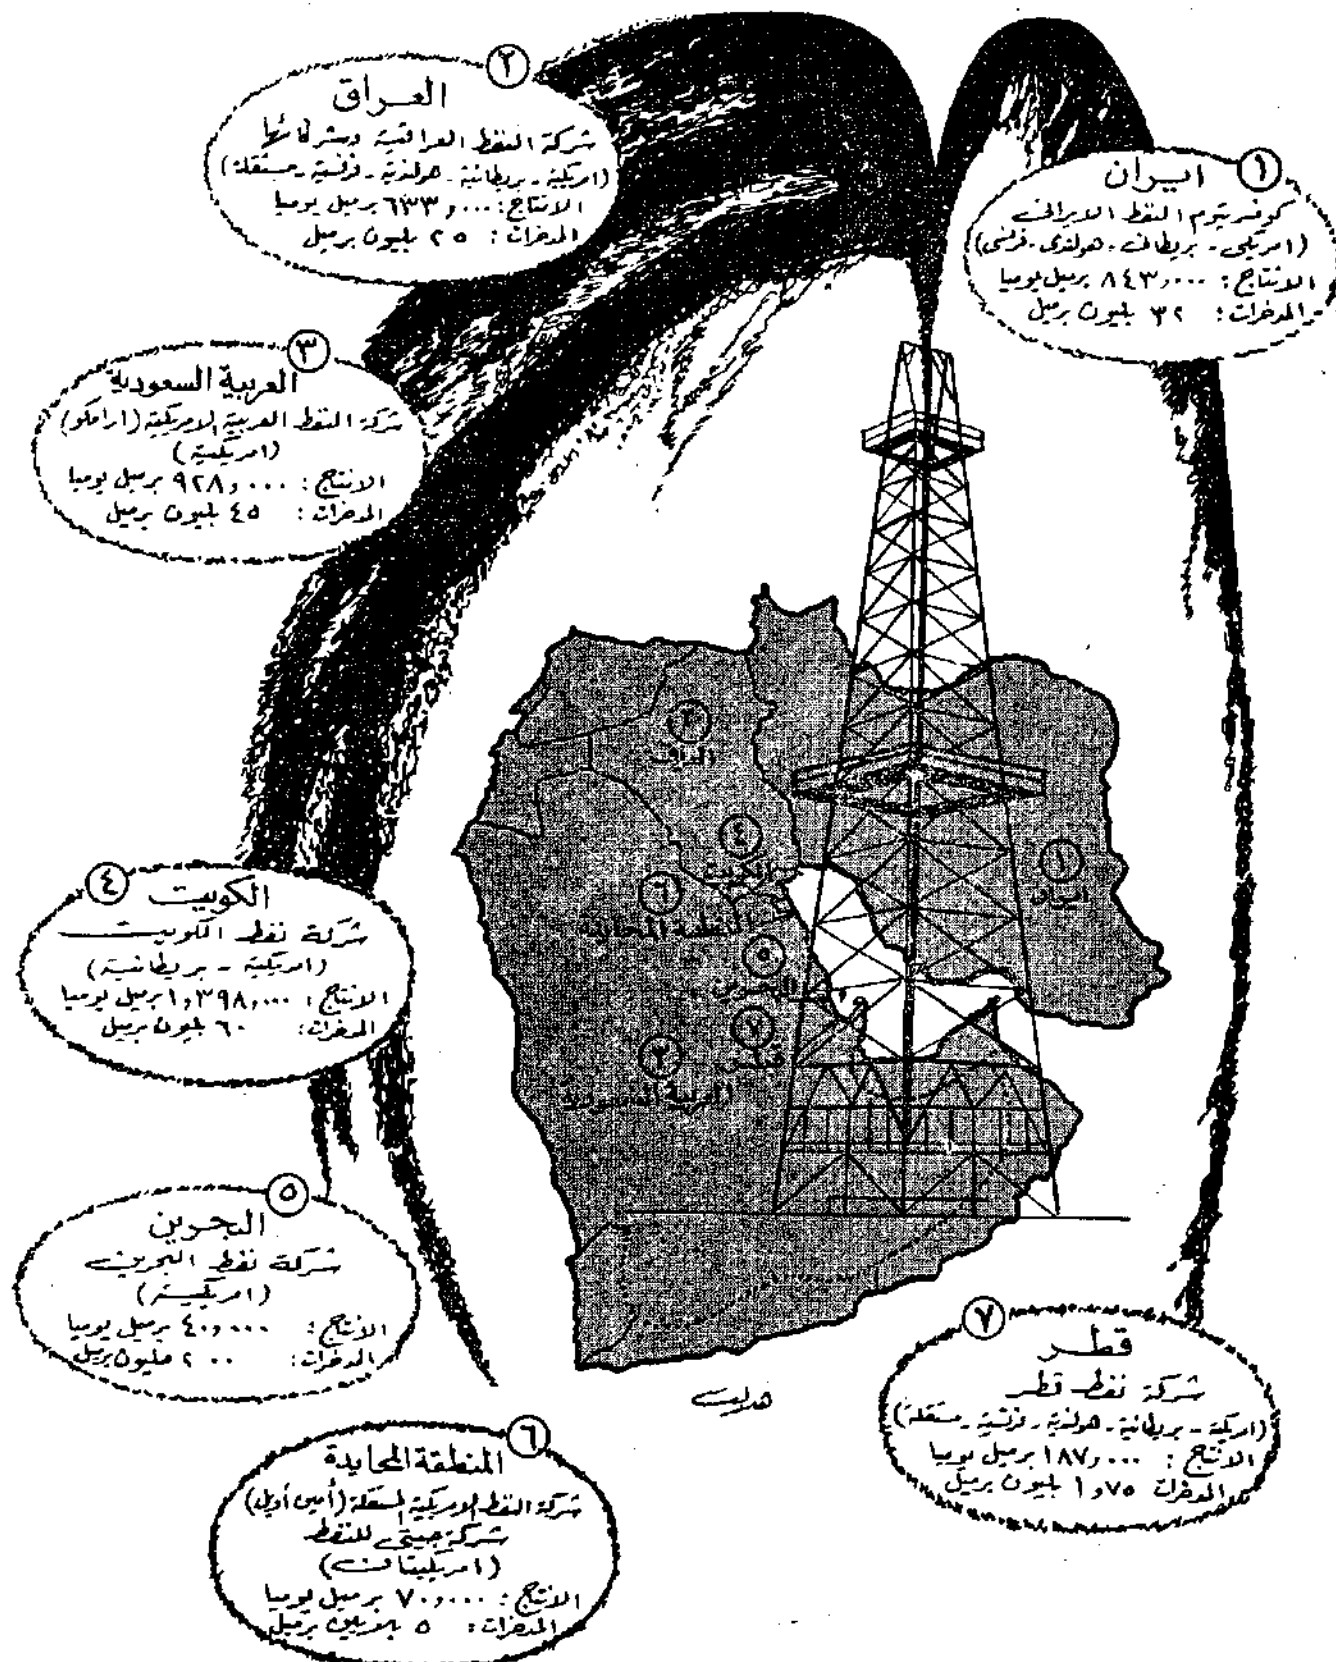 ١
ايران
كونسرتيوم النفط الايرانى
(امريكى - بريطانى - هولندى - فرنسى)
الانتاج : ٨٤٣,٠٠٠ برميل يوميا
المدخرات : ٣٢ بليون برميل
٢
العراق
شركة النفط العراقية وشركائها
(امريكية - بريطانية - هولندية - فرنسية - مستقلة)
الانتاج : ٦٣٣,٠٠٠ برميل يوميا
المدخرات : ٢٥ بليون برميل
٣
العربية السعودية
شركة النفط العربية الامريكية (ارامكو)
(امريكية)
الانتاج : ٩٢٨,٠٠٠ برميل يوميا
المدخرات : ٤٥ بليون برميل
٤
الكويت
شركة نفط الكويت
(امريكية - بريطانية)
الانتاج : ١,٣٩٨,٠٠٠ برميل يوميا
المدخرات : ٦٠ بليون برميل
٥
البحرين
شركة نفط البحرين
(امريكية)
الانتاج : ٤٠,٠٠٠ برميل يوميا
المدخرات : ٢٠٠ مليون برميل
٦
المنطقة المحايدة
شركة النفط الامريكية المستقلة (أمين أويل)
شركة جيتى للنفط
(امريكيتان)
الانتاج : ٧٠,٠٠٠ برميل يوميا
المدخرات : ٥ بلايين برميل
٧
قطر
شركة نفط قطر
(امريكية - بريطانية - هولندية - فرنسية - مستقلة)
الانتاج : ١٨٧,٠٠٠ برميل يوميا
المدخرات ١,٧٥ بليون برميل
٢
العراق
٤
الكويت
١
ايران
٦
المنطقة المحايدة
٥
البحرين
٧
قطر
٣
العربية السعودية